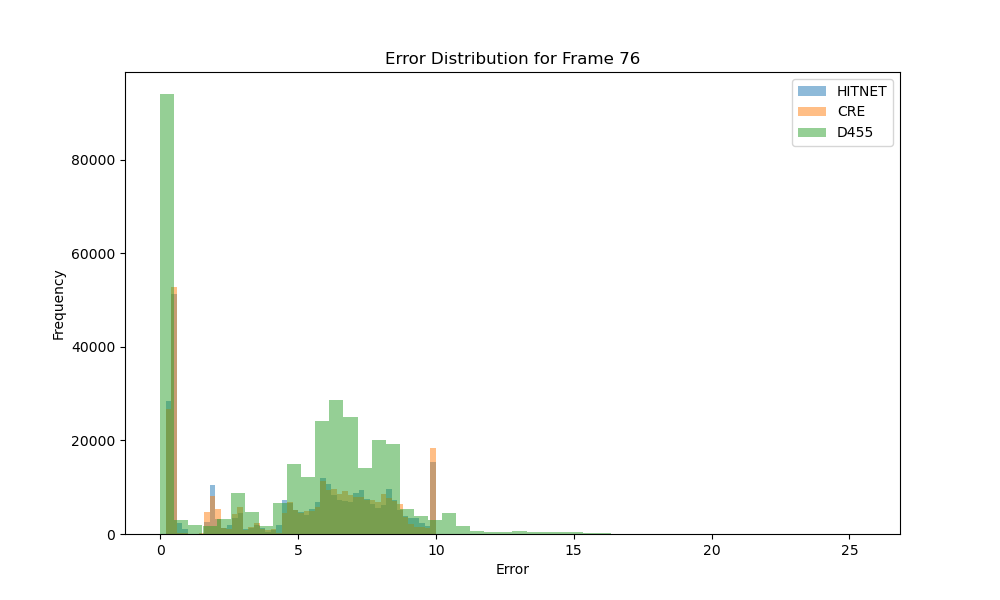 Error Distribution for Frame 76
HITNET
CRE
D455
80000
60000
40000
20000
0
Frequency
0 5 10 15 20 25
Error